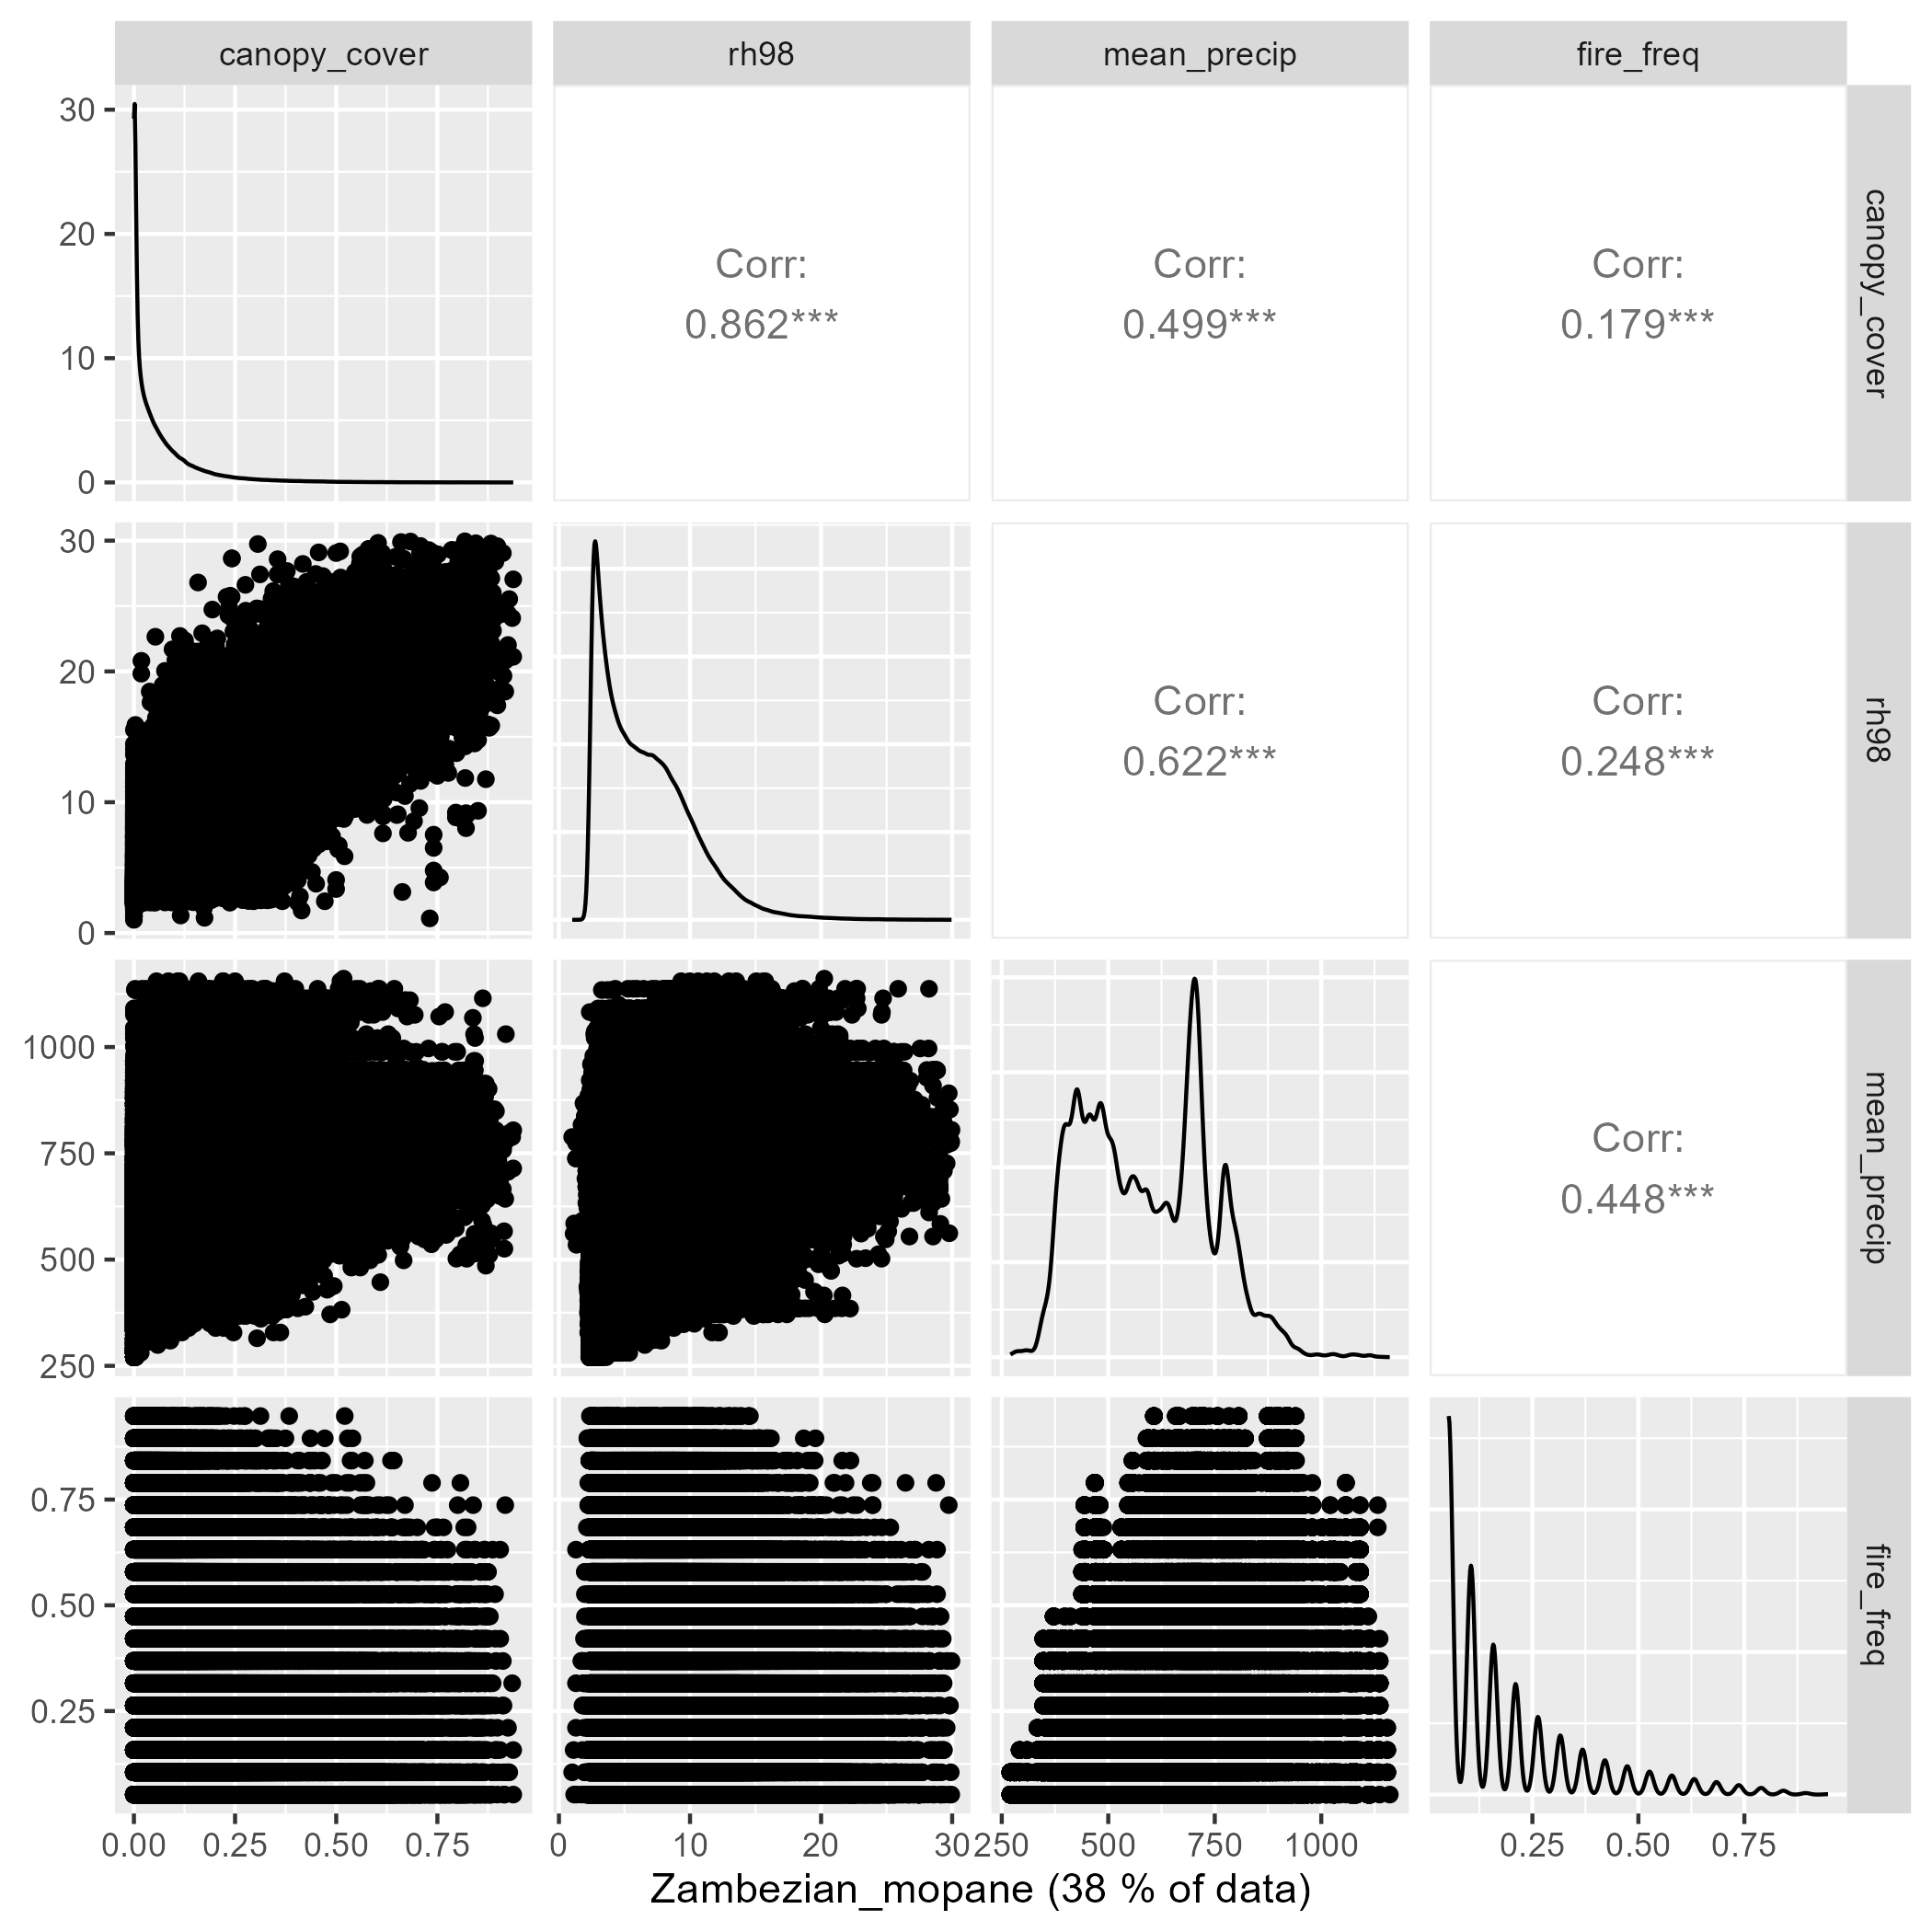 canopy_cover rh98 mean_precip fire_freq
30
20
10
0
Corr:
0.862***
Corr:
0.499***
Corr:
0.179***
canopy_cover
30
20
10
0
Corr:
0.622***
Corr:
0.248***
rh98
1000
750
500
250
Corr:
0.448***
mean_precip
0.75
0.50
0.25
fire_freq
0.00 0.25 0.50 0.75 0 10 20 30 250 500 750 1000 0.25 0.50 0.75
Zambezian_mopane (38 % of data)